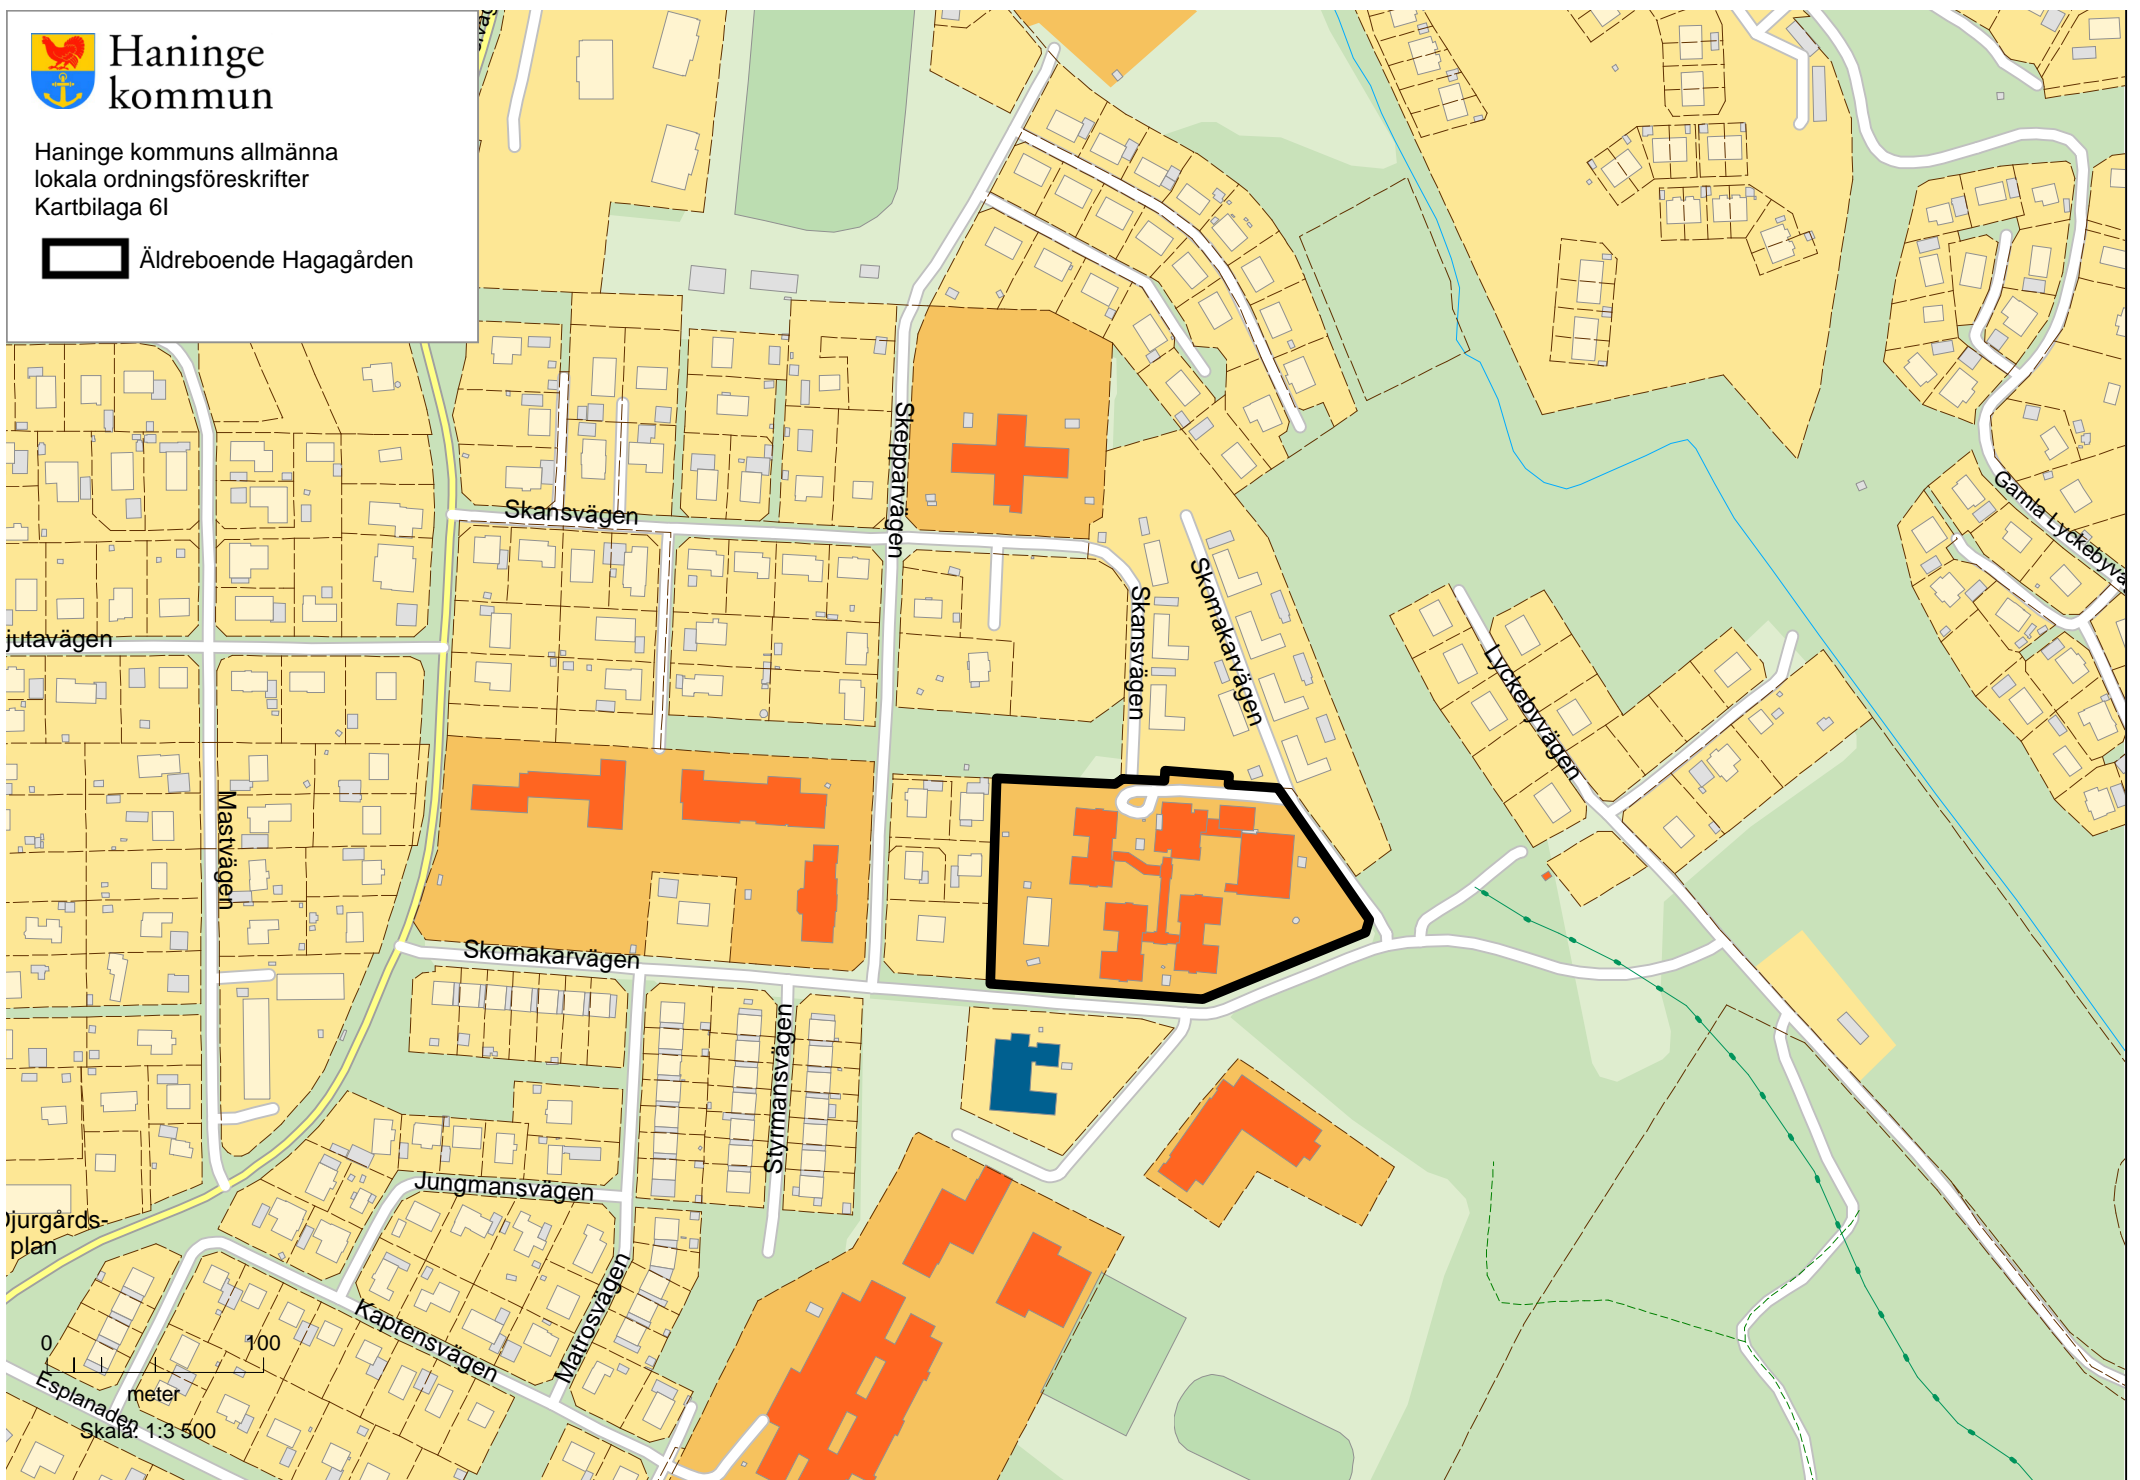 Haninge
kommun
Haninge kommuns allmänna
lokala ordningsföreskrifter
Kartbilaga 6I
Äldreboende Hagagården
Skepparvägen
Skansvägen
Skansvägen
Skomakarvägen
Gamla Lyckebyvä
jutavägen
Lyckebyvägen
Mastvägen
Skomakarvägen
Styrmansvägen
Jungmansvägen
Djurgårds-
plan
Matrosvägen
Kaptensvägen
Esplanaden
0 100
meter
Skala: 1:3 500